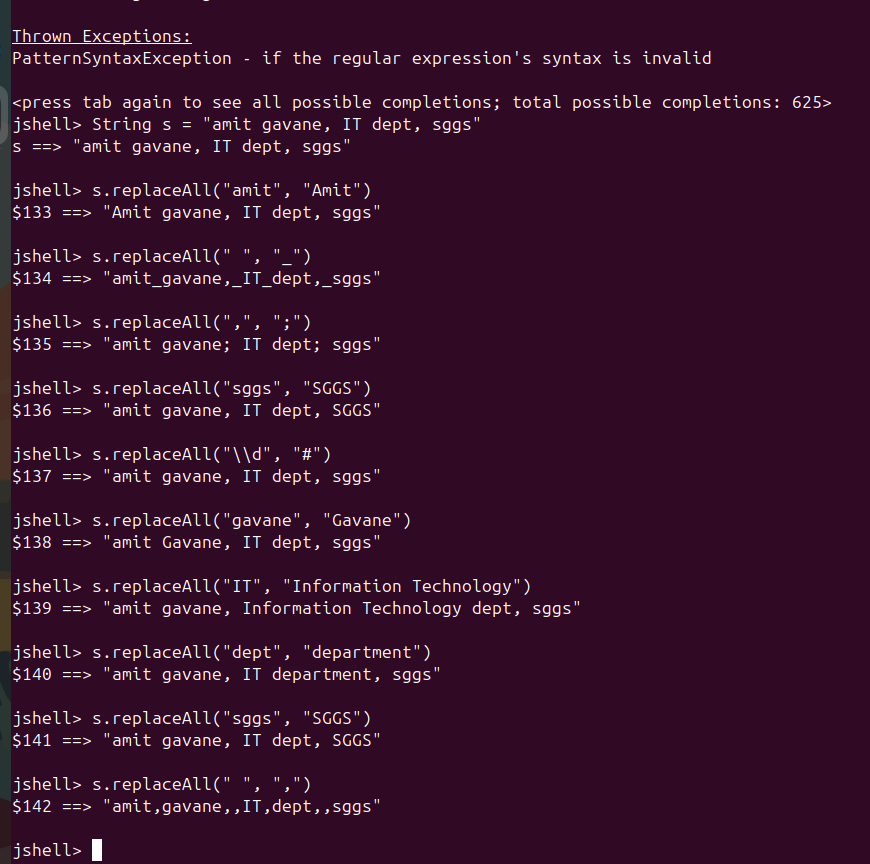 Thrown Exceptions:
PatternSyntaxException - if the regular expression's syntax is invalid
<press tab again to see all possible completions; total possible completions: 625>
jshell> String s = "amit gavane, IT dept, sggs"
s ==> "amit gavane, IT dept, sggs"
jshell> s.replaceAll("amit", "Amit")
$133 ==> "Amit gavane, IT dept, sggs"
jshell> s.replaceAll(" ", "_")
$134 ==> "amit_gavane,_IT_dept,_sggs"
jshell> s.replaceAll(",", ";")
$135 ==> "amit gavane; IT dept; sggs"
jshell> s.replaceAll("sggs", "SGGS")
$136 ==> "amit gavane, IT dept, SGGS"
jshell> s.replaceAll("\\d", "#")
$137 ==> "amit gavane, IT dept, sggs"
jshell> s.replaceAll("gavane", "Gavane")
$138 ==> "amit Gavane, IT dept, sggs"
jshell> s.replaceAll("IT", "Information Technology")
$139 ==> "amit gavane, Information Technology dept, sggs"
jshell> s.replaceAll("dept", "department")
$140 ==> "amit gavane, IT department, sggs"
jshell> s.replaceAll("sggs", "SGGS")
$141 ==> "amit gavane, IT dept, SGGS"
jshell> s.replaceAll(" ", ",")
$142 ==> "amit,gavane,,IT,dept,,sggs"
jshell>